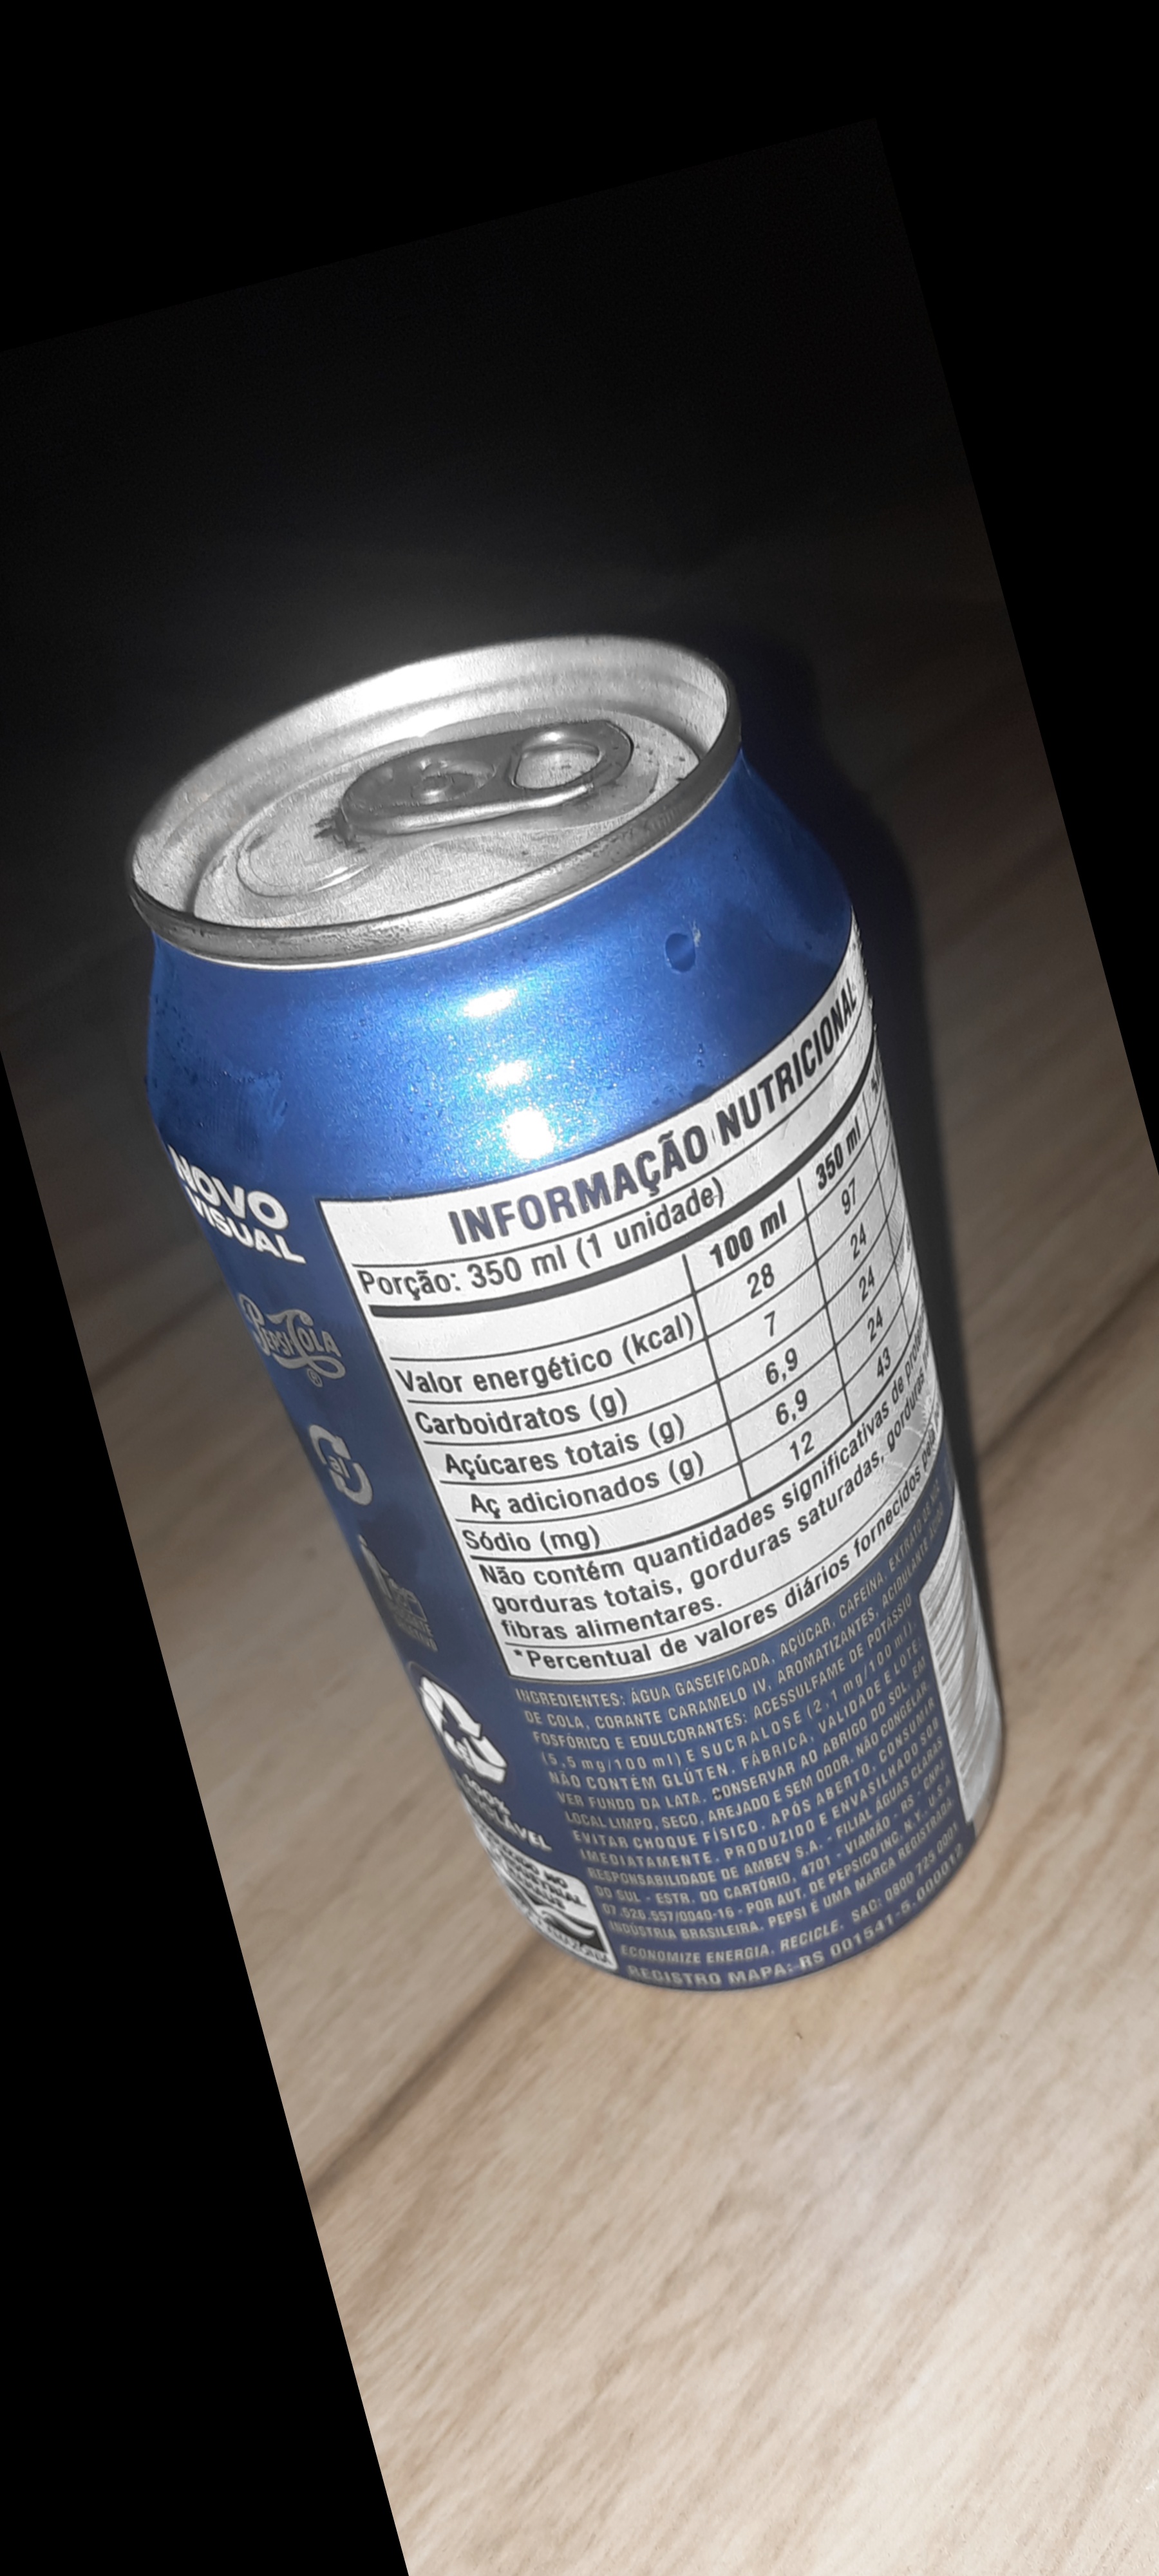 NOVO
VISUAL
PEPSI COLA
®
al
INFORMAÇÃO NUTRICIONAL
Porção: 350 ml (1 unidade)
100 ml 350 ml
Valor energético (kcal) 28 97
Carboidratos (g) 7 24
Açúcares totais (g) 6,9 24
Aç adicionados (g) 6,9 24
Sódio (mg) 12 43
Não contém quantidades significativas de
gorduras totais, gorduras saturadas, gorduras
fibras alimentares.
*Percentual de valores diários fornecidos
INGREDIENTES: ÁGUA GASEIFICADA, AÇÚCAR, CAFEÍNA, EXTRATO DE
DE COLA, CORANTE CARAMELO IV, AROMATIZANTES, ACIDULANTE
FOSFÓRICO E EDULCORANTES: ACESSULFAME DE POTÁSSIO
(5,5 mg/100 ml) E SUCRALOSE (2,1 mg/100 ml).
NÃO CONTÉM GLÚTEN. FÁBRICA, VALIDADE E LOTE:
VER FUNDO DA LATA. CONSERVAR AO ABRIGO DO SOL, EM
LOCAL LIMPO, SECO, AREJADO E SEM ODOR. NÃO CONGELAR.
EVITAR CHOQUE FÍSICO. APÓS ABERTO, CONSUMIR
IMEDIATAMENTE. PRODUZIDO E ENVASILHADO SOB
RESPONSABILIDADE DE AMBEV S.A. - FILIAL ÁGUAS CLARAS
DO SUL - ESTR. DO CARTÓRIO, 4701 - VIAMÃO - RS - CNPJ
07.526.557/0040-16 - POR AUT. DE PEPSICO INC. N.Y., U.S.A
INDÚSTRIA BRASILEIRA. PEPSI É UMA MARCA REGISTRADA
ECONOMIZE ENERGIA. RECICLE. SAC: 0800 725 0001
REGISTRO MAPA: RS 001541-5.000012